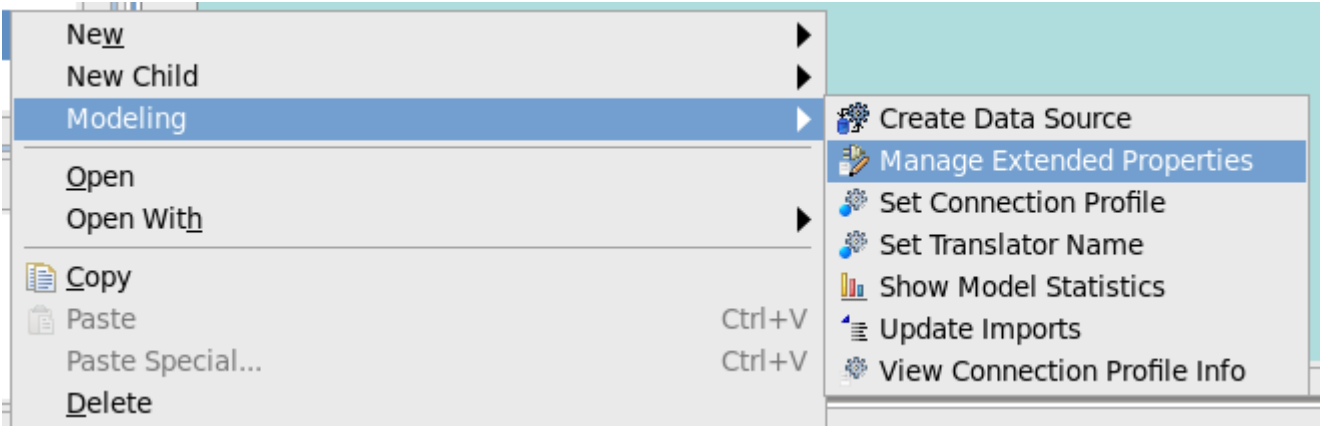 New
New Child
Modeling
Open
Open With
Copy
Paste Ctrl+V
Paste Special... Ctrl+V
Delete
Create Data Source
Manage Extended Properties
Set Connection Profile
Set Translator Name
Show Model Statistics
Update Imports
View Connection Profile Info